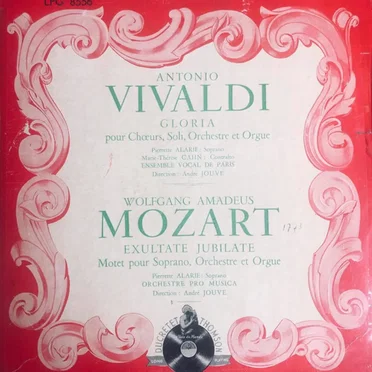 LPG 8556
ANTONIO
VIVALDI
GLORIA
pour Chœurs, Soli, Orchestre et Orgue
Pierrette ALARIE: Soprano
Marie-Thérèse CAHN: Contralto
ENSEMBLE VOCAL DE PARIS
Direction: André JOUVE
WOLFGANG AMADEUS
MOZART
EXULTATE JUBILATE
Motet pour Soprano, Orchestre et Orgue
Pierrette ALARIE: Soprano
ORCHESTRE PRO MUSICA
Direction: André JOUVE
DUCRETET THOMSON